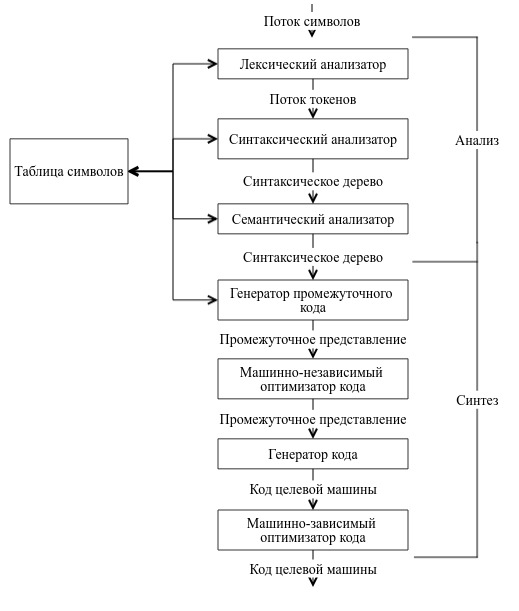 Поток символов
Лексический анализатор
Поток токенов
Синтаксический анализатор
Анализ
Таблица символов
Синтаксическое дерево
Семантический анализатор
Синтаксическое дерево
Генератор промежуточного
кода
Промежуточное представление
Машинно-независимый
оптимизатор кода
Синтез
Промежуточное представление
Генератор кода
Код целевой машины
Машинно-зависимый
оптимизатор кода
Код целевой машины